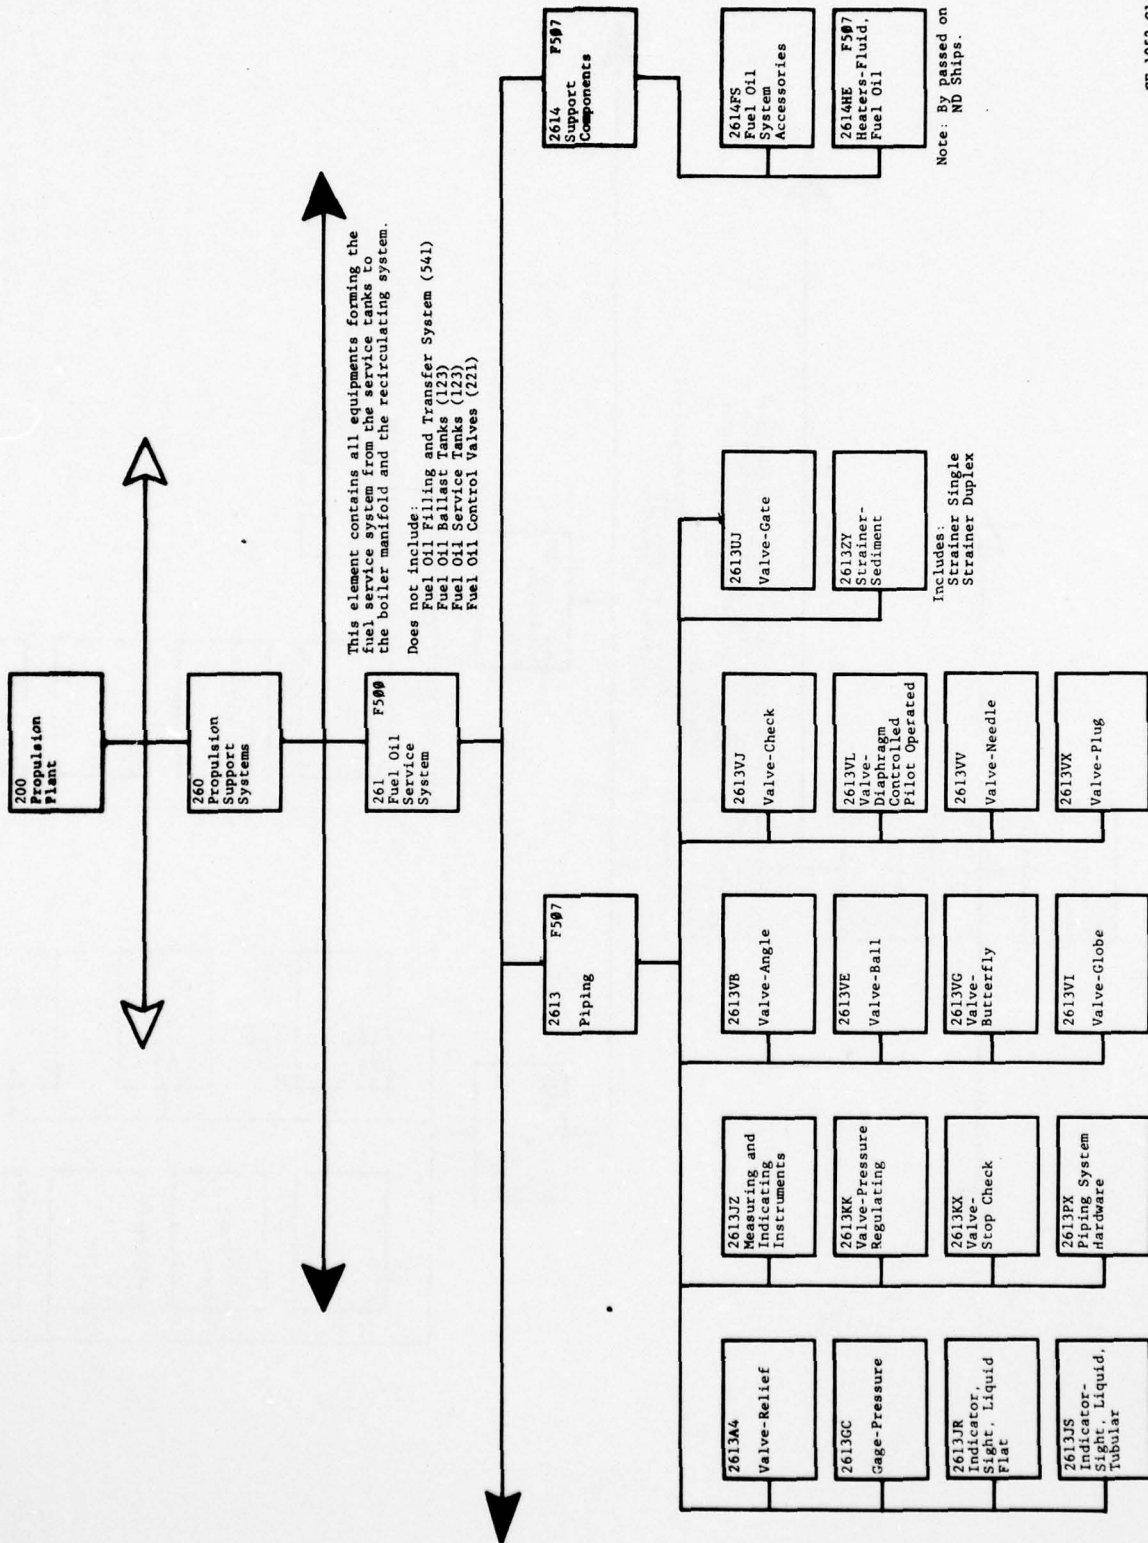 200
Propulsion
Plant
260
Propulsion
Support
Systems
261 F500
Fuel Oil
Service
System
This element contains all equipments forming the
fuel service system from the service tanks to
the boiler manifold and the recirculating system.
Does not include:
Fuel Oil Filling and Transfer System (541)
Fuel Oil Ballast Tanks (123)
Fuel Oil Service Tanks (123)
Fuel Oil Control Valves (221)
2613 F507
Piping
2614 F507
Support
Components
2613A4
Valve-Relief
2613GC
Gage-Pressure
2613JR
Indicator,
Sight, Liquid
Flat
2613JS
Indicator-
Sight, Liquid,
Tubular
2613JZ
Measuring and
Indicating
Instruments
2613KK
Valve-Pressure
Regulating
2613KX
Valve-
Stop Check
2613PX
Piping System
Hardware
2613VB
Valve-Angle
2613VE
Valve-Ball
2613VG
Valve-
Butterfly
2613VI
Valve-Globe
2613VJ
Valve-Check
2613VL
Valve-
Diaphragm
Controlled
Pilot Operated
2613VV
Valve-Needle
2613VX
Valve-Plug
2613UJ
Valve-Gate
2613ZY
Strainer-
Sediment
Includes:
Strainer Single
Strainer Duplex
2614FS
Fuel Oil
System
Accessories
2614HE F507
Heaters-Fluid,
Fuel Oil
Note: By passed on
ND Ships.